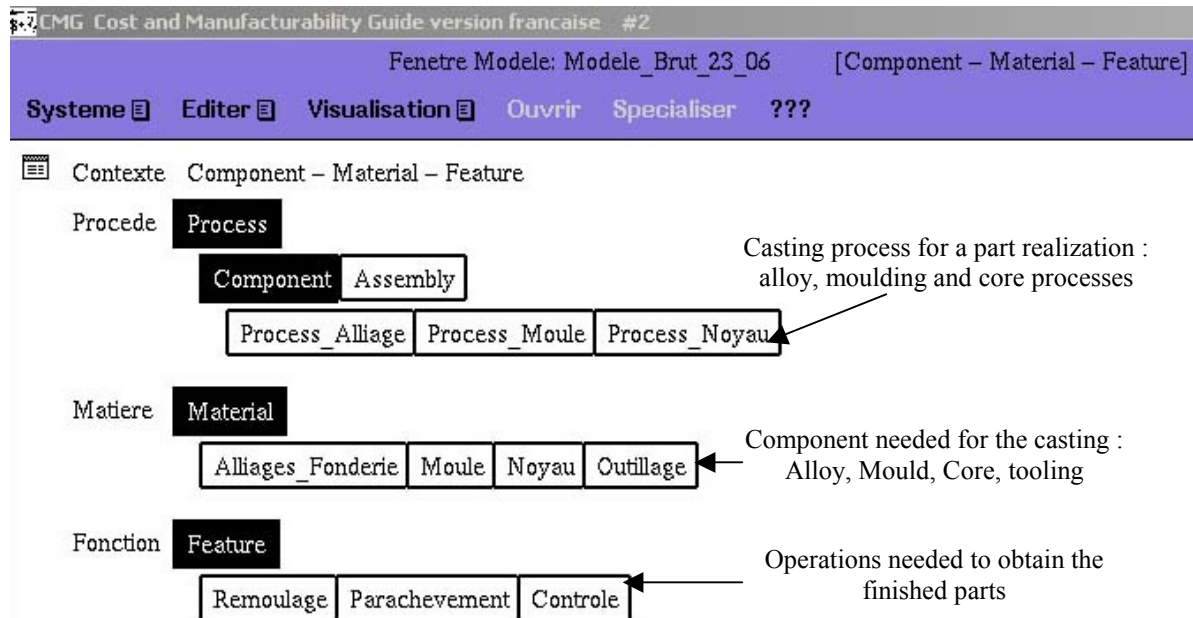 CMG Cost and Manufacturability Guide version francaise #2
Fenetre Modele: Modele_Brut_23_06 [Component – Material – Feature]
Systeme Editer Visualisation Ouvrir Specialiser ???
Contexte Component – Material – Feature
Procede Process
Component Assembly
Process_Alliage Process_Moule Process_Noyau
Casting process for a part realization :
alloy, moulding and core processes
Matiere Material
Alliages_Fonderie Moule Noyau Outillage
Component needed for the casting :
Alloy, Mould, Core, tooling
Fonction Feature
Remoulage Parachevement Controle
Operations needed to obtain the
finished parts